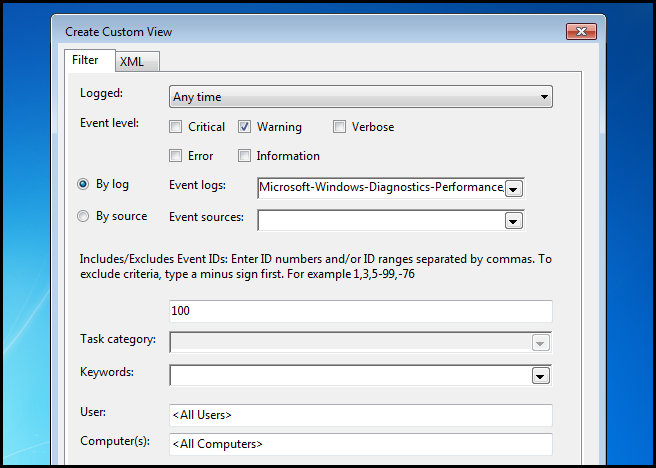 Create Custom View
Filter XML
Logged: Any time
Event level: Critical Warning Verbose
Error Information
By log Event logs: Microsoft-Windows-Diagnostics-Performance,
By source Event sources:
Includes/Excludes Event IDs: Enter ID numbers and/or ID ranges separated by commas. To
exclude criteria, type a minus sign first. For example 1,3,5-99,-76
100
Task category:
Keywords:
User: <All Users>
Computer(s): <All Computers>